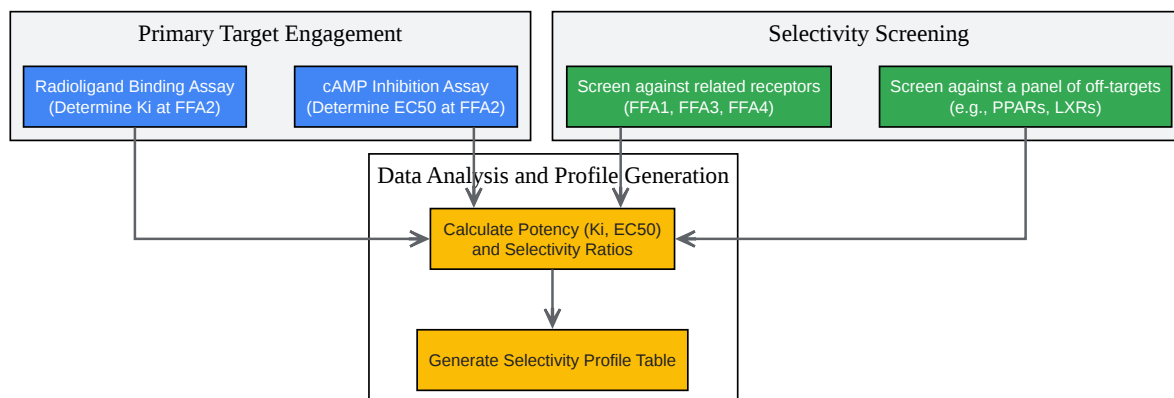 Primary Target Engagement
Radioligand Binding Assay
(Determine Ki at FFA2)
cAMP Inhibition Assay
(Determine EC50 at FFA2)
Selectivity Screening
Screen against related receptors
(FFA1, FFA3, FFA4)
Screen against a panel of off-targets
(e.g., PPARs, LXRs)
Data Analysis and Profile Generation
Calculate Potency (Ki, EC50)
and Selectivity Ratios
Generate Selectivity Profile Table